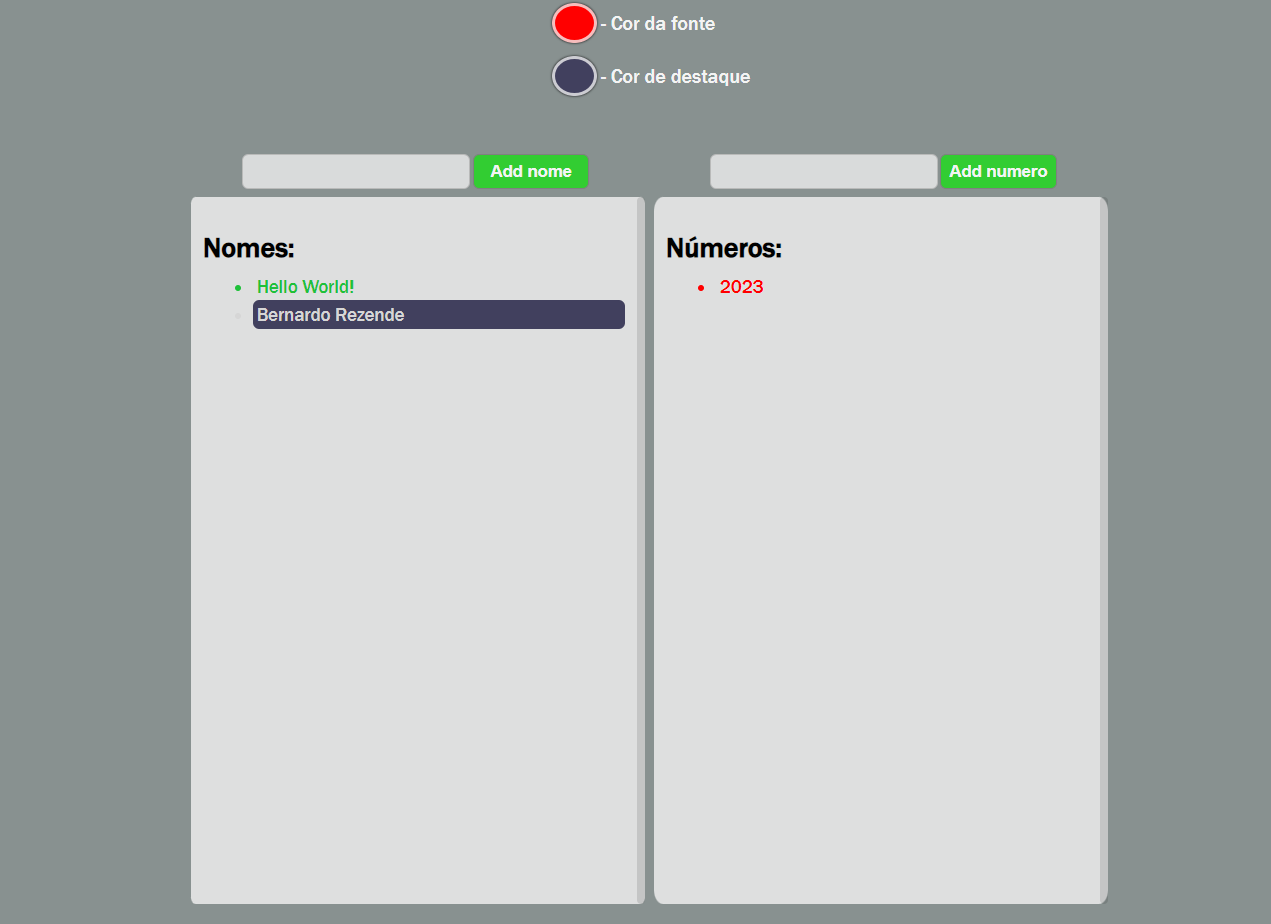 - Cor da fonte
- Cor de destaque
Add nome
Add numero
Nomes:
Hello World!
Bernardo Rezende
Números:
2023